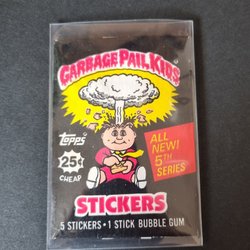 GARBAGE PAIL KIDS
topps
25¢
CHEAP
ALL
NEW!
5TH
SERIES
STICKERS
5 STICKERS • 1 STICK BUBBLE GUM